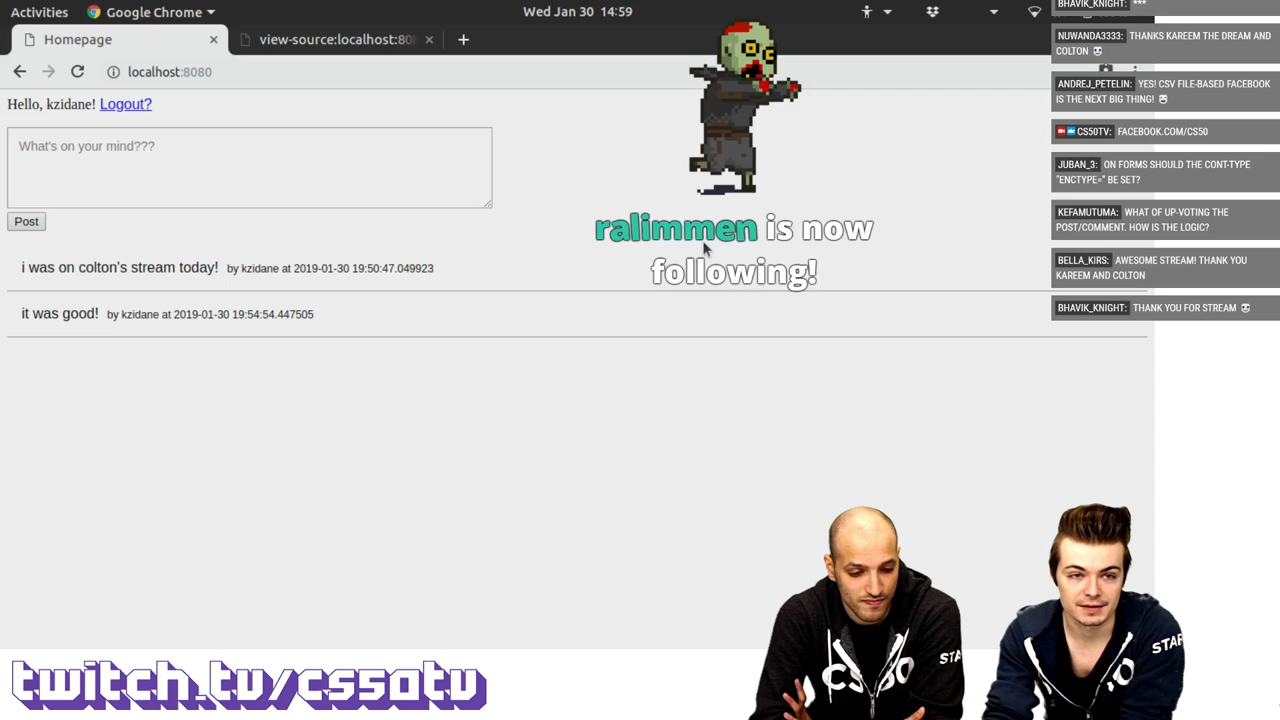 Activities
Google Chrome
Wed Jan 30 14:59
Homepage
view-source:localhost:808
localhost:8080
Hello, kzidane! Logout?
What's on your mind???
Post
i was on colton's stream today! by kzidane at 2019-01-30 19:50:47.049923
it was good! by kzidane at 2019-01-30 19:54:54.447505
ralimmen is now
following!
BHAVIK_KNIGHT: ***
NUWANDA3333: THANKS KAREEM THE DREAM AND
COLTON
ANDREJ_PETELIN: YES! CSV FILE-BASED FACEBOOK
IS THE NEXT BIG THING!
CS50TV: FACEBOOK.COM/CS50
JUBAN_3: ON FORMS SHOULD THE CONT-TYPE
"ENCTYPE=" BE SET?
KEFAMUTUMA: WHAT OF UP-VOTING THE
POST/COMMENT. HOW IS THE LOGIC?
BELLA_KIRS: AWESOME STREAM! THANK YOU
KAREEM AND COLTON
BHAVIK_KNIGHT: THANK YOU FOR STREAM
CS50
STAR
STAR
twitch.tv/cs50tv